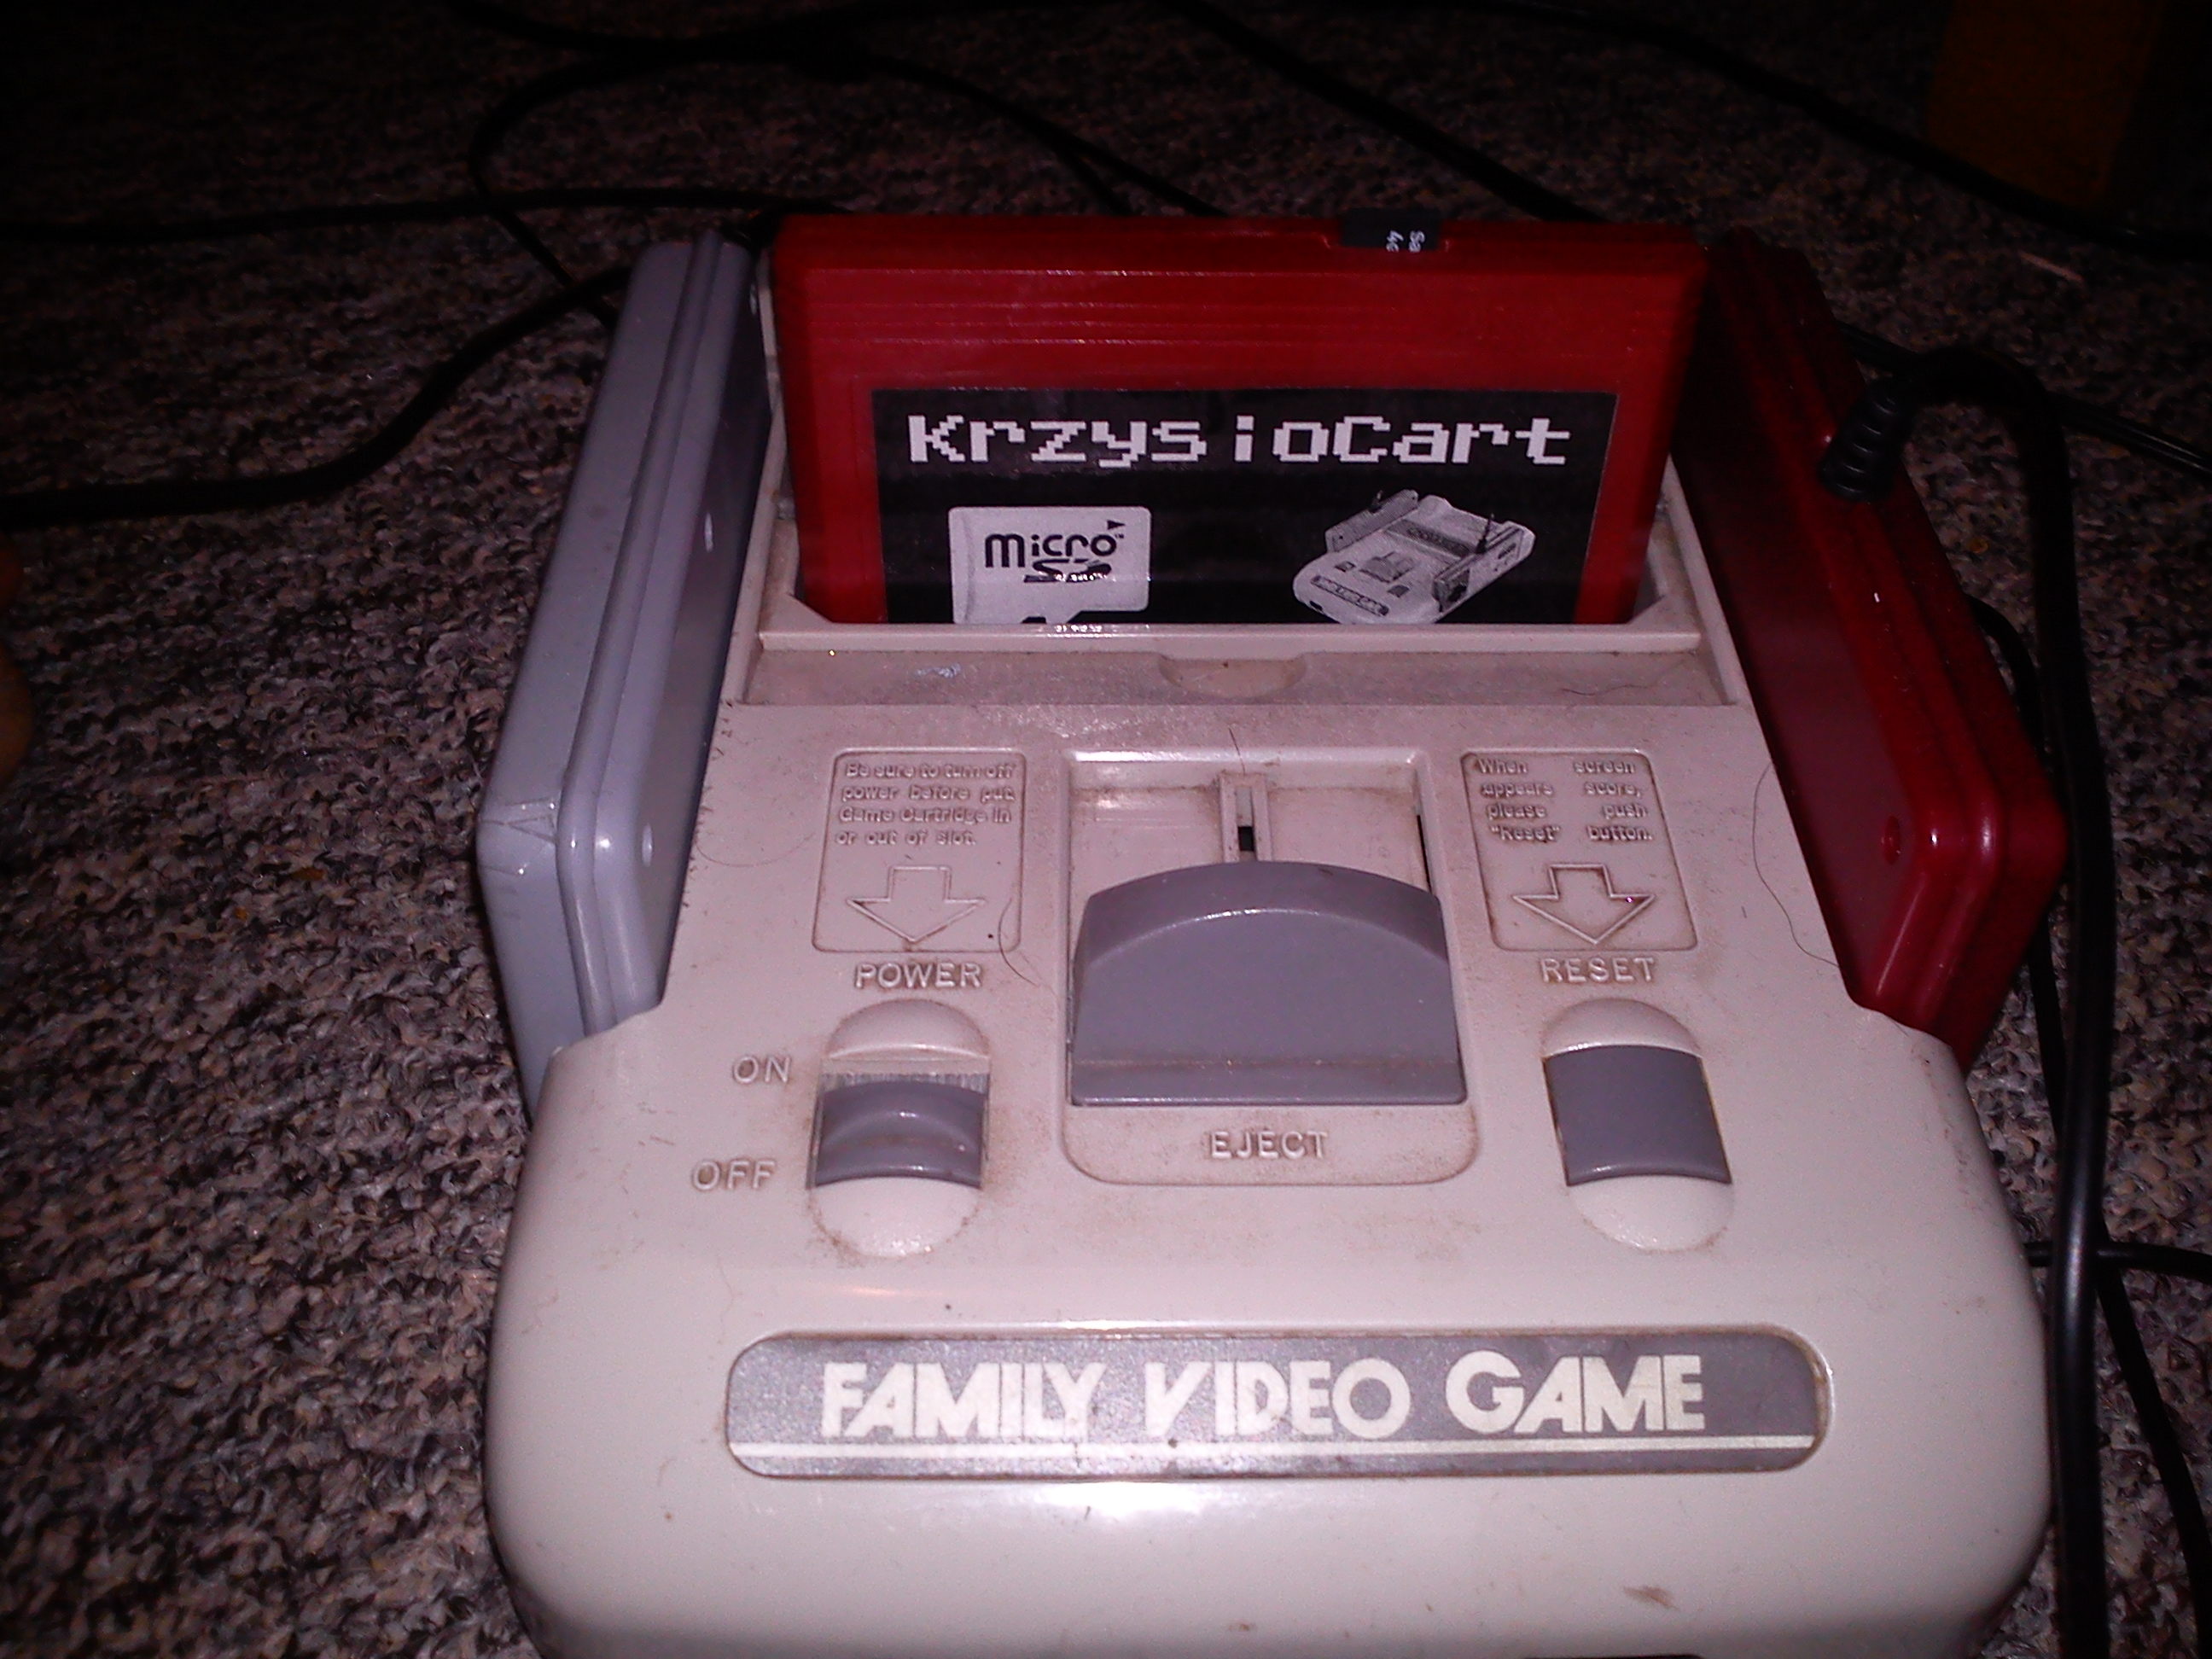 KrzysioCart
Micro
SD
Be sure to turn off
power before put
Game Cartridge in
or out of slot.
When screen
appears score,
please push
"Reset" button.
POWER
RESET
ON
OFF
EJECT
FAMILY VIDEO GAME